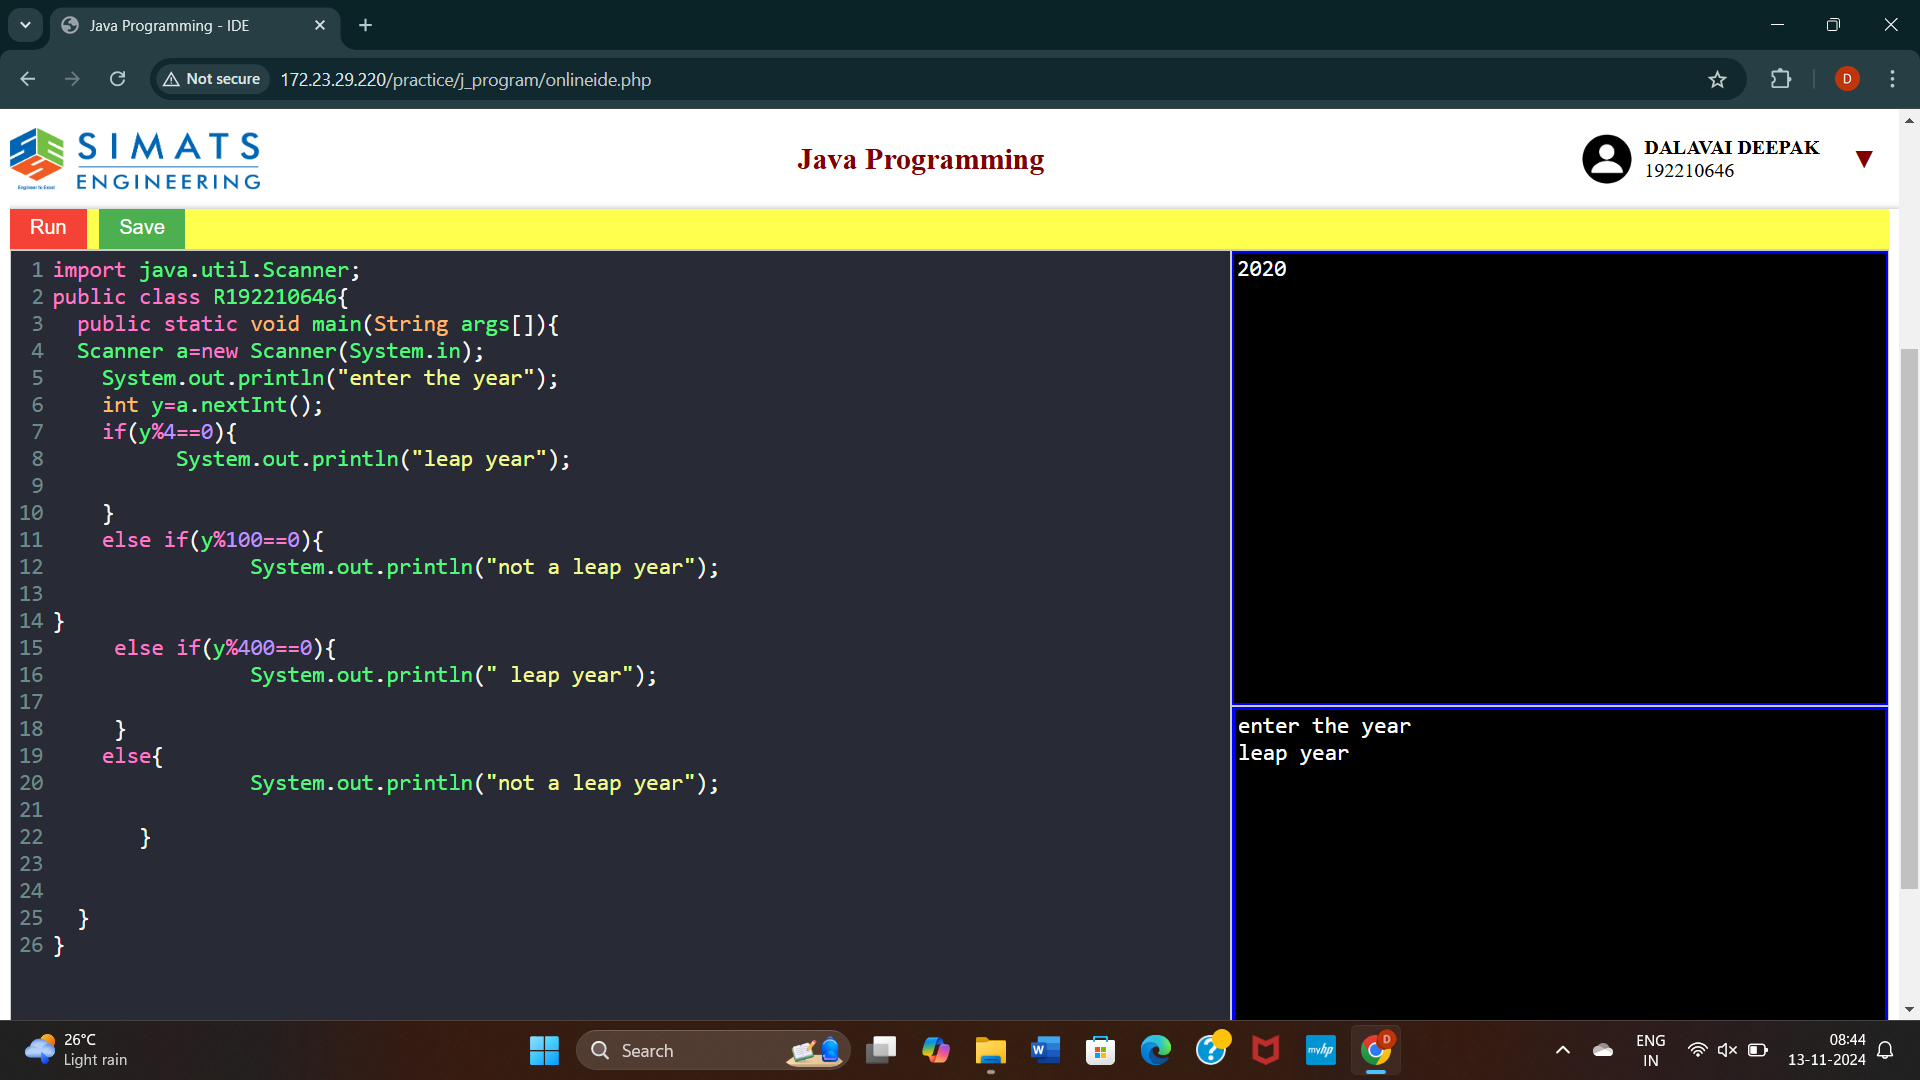 Java Programming - IDE
Not secure
172.23.29.220/practice/j_program/onlineide.php
D
SIMATS
ENGINEERING
Engineer to Excel
Java Programming
DALAVAI DEEPAK
192210646
Run
Save
1 import java.util.Scanner;
2 public class R192210646{
3   public static void main(String args[]){
4   Scanner a=new Scanner(System.in);
5     System.out.println("enter the year");
6     int y=a.nextInt();
7     if(y%4==0){
8           System.out.println("leap year");
9
10     }
11     else if(y%100==0){
12                 System.out.println("not a leap year");
13
14 }
15      else if(y%400==0){
16                 System.out.println(" leap year");
17
18      }
19     else{
20                 System.out.println("not a leap year");
21
22        }
23
24
25   }
26 }
2020
enter the year
leap year
26°C
Light rain
Search
W
myhp
D
ENG
IN
08:44
13-11-2024